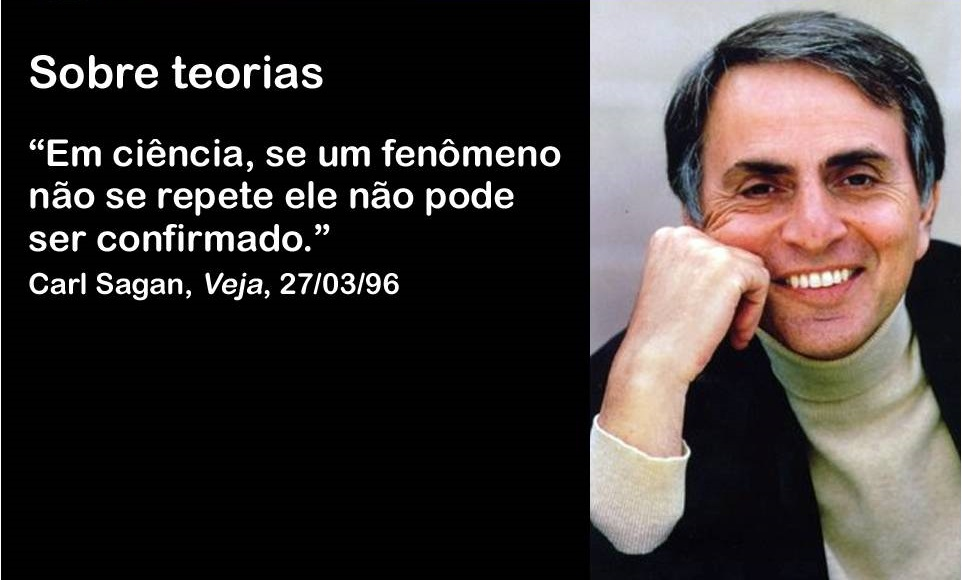 Sobre teorias
“Em ciência, se um fenômeno
não se repete ele não pode
ser confirmado.”
Carl Sagan, Veja, 27/03/96